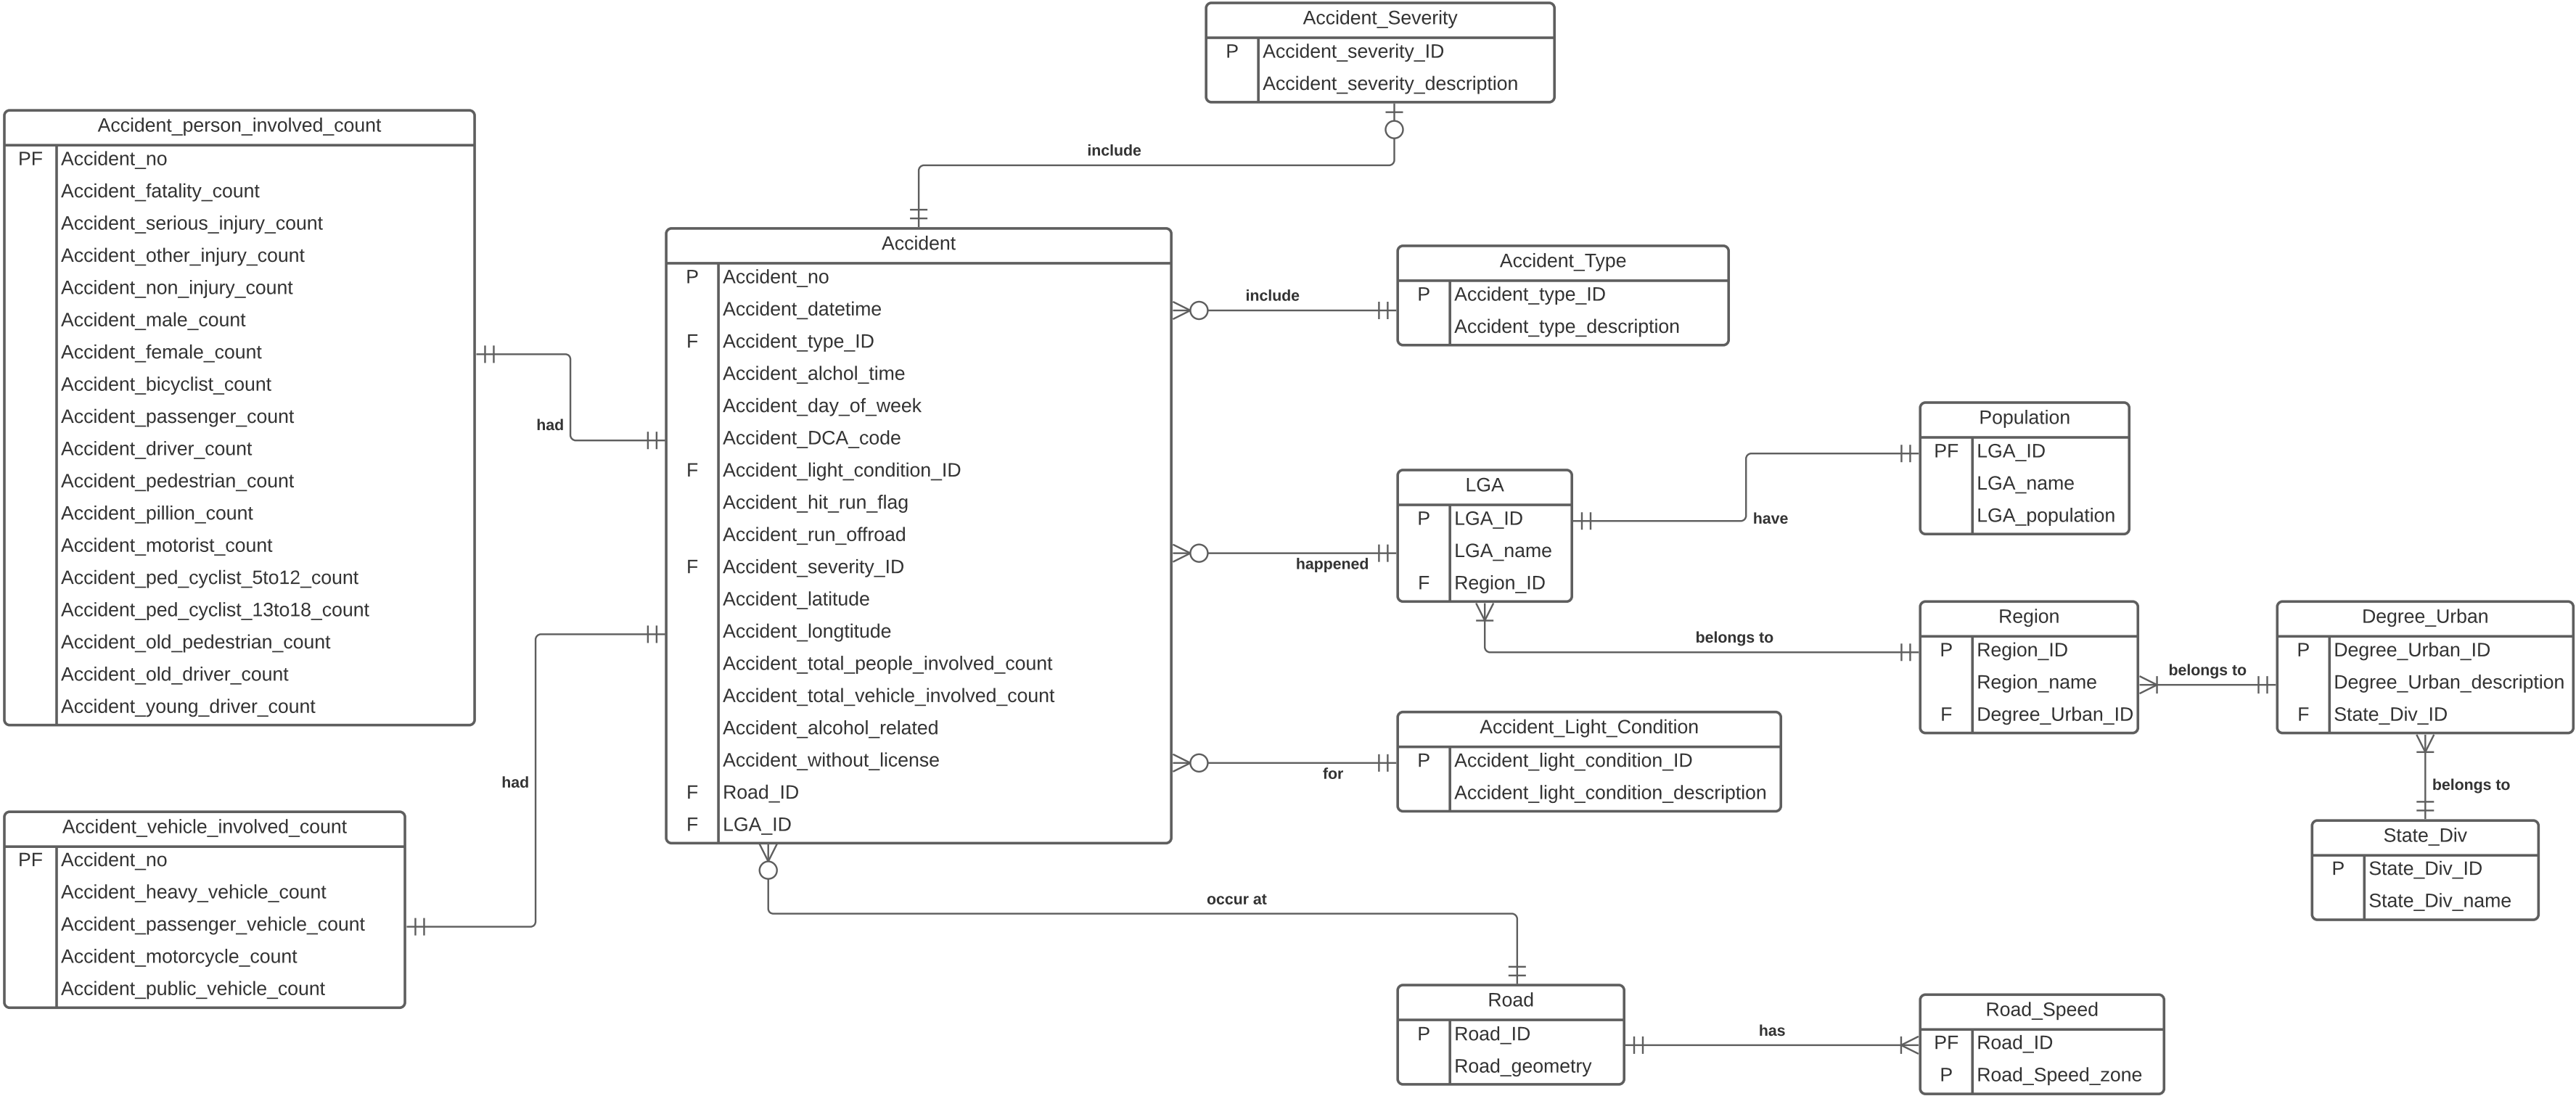 Accident_Severity
P Accident_severity_ID
Accident_severity_description
include
Accident_person_involved_count
PF Accident_no
Accident_fatality_count
Accident_serious_injury_count
Accident_other_injury_count
Accident_non_injury_count
Accident_male_count
Accident_female_count
Accident_bicyclist_count
Accident_passenger_count
Accident_driver_count
Accident_pedestrian_count
Accident_pillion_count
Accident_motorist_count
Accident_ped_cyclist_5to12_count
Accident_ped_cyclist_13to18_count
Accident_old_pedestrian_count
Accident_old_driver_count
Accident_young_driver_count
had
Accident
P Accident_no
Accident_datetime
F Accident_type_ID
Accident_alchol_time
Accident_day_of_week
Accident_DCA_code
F Accident_light_condition_ID
Accident_hit_run_flag
Accident_run_offroad
F Accident_severity_ID
Accident_latitude
Accident_longtitude
Accident_total_people_involved_count
Accident_total_vehicle_involved_count
Accident_alcohol_related
Accident_without_license
F Road_ID
F LGA_ID
include
Accident_Type
P Accident_type_ID
Accident_type_description
happened
LGA
P LGA_ID
LGA_name
F Region_ID
have
Population
PF LGA_ID
LGA_name
LGA_population
belongs to
Region
P Region_ID
Region_name
F Degree_Urban_ID
belongs to
Degree_Urban
P Degree_Urban_ID
Degree_Urban_description
F State_Div_ID
belongs to
State_Div
P State_Div_ID
State_Div_name
for
Accident_Light_Condition
P Accident_light_condition_ID
Accident_light_condition_description
had
Accident_vehicle_involved_count
PF Accident_no
Accident_heavy_vehicle_count
Accident_passenger_vehicle_count
Accident_motorcycle_count
Accident_public_vehicle_count
occur at
Road
P Road_ID
Road_geometry
has
Road_Speed
PF Road_ID
P Road_Speed_zone